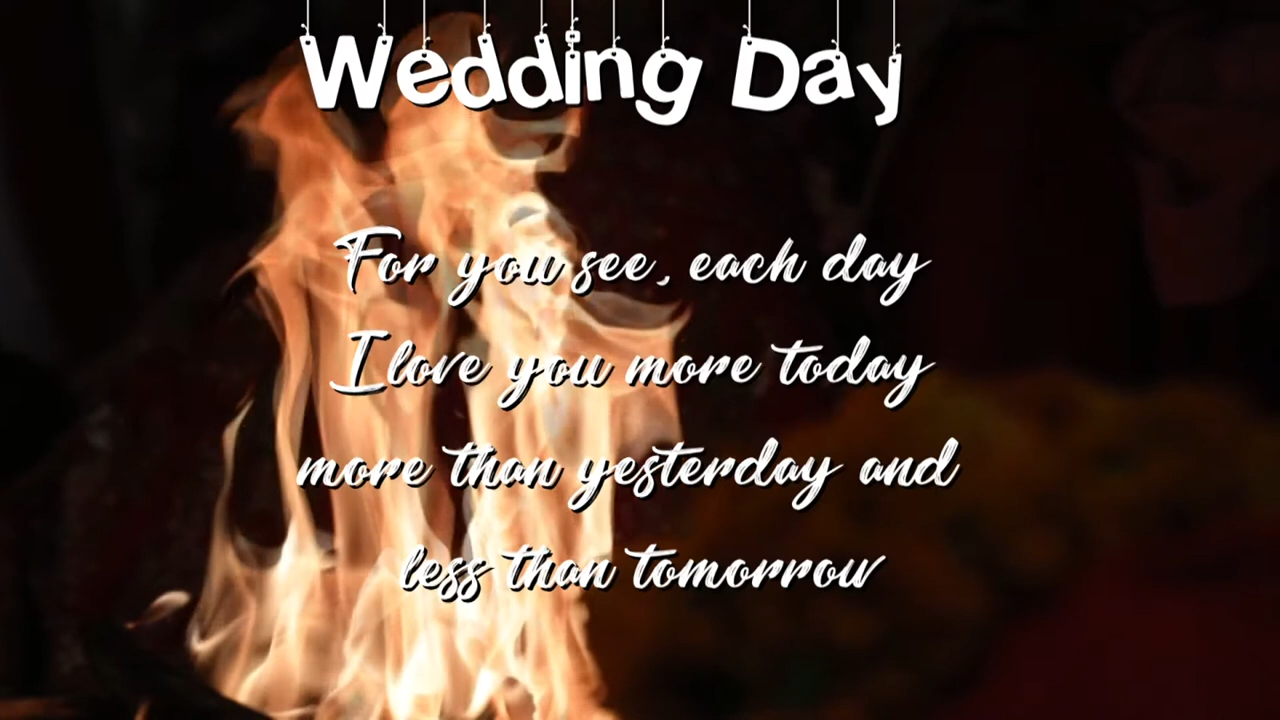 Wedding Day
For you see, each day
I love you more today
more than yesterday and
less than tomorrow